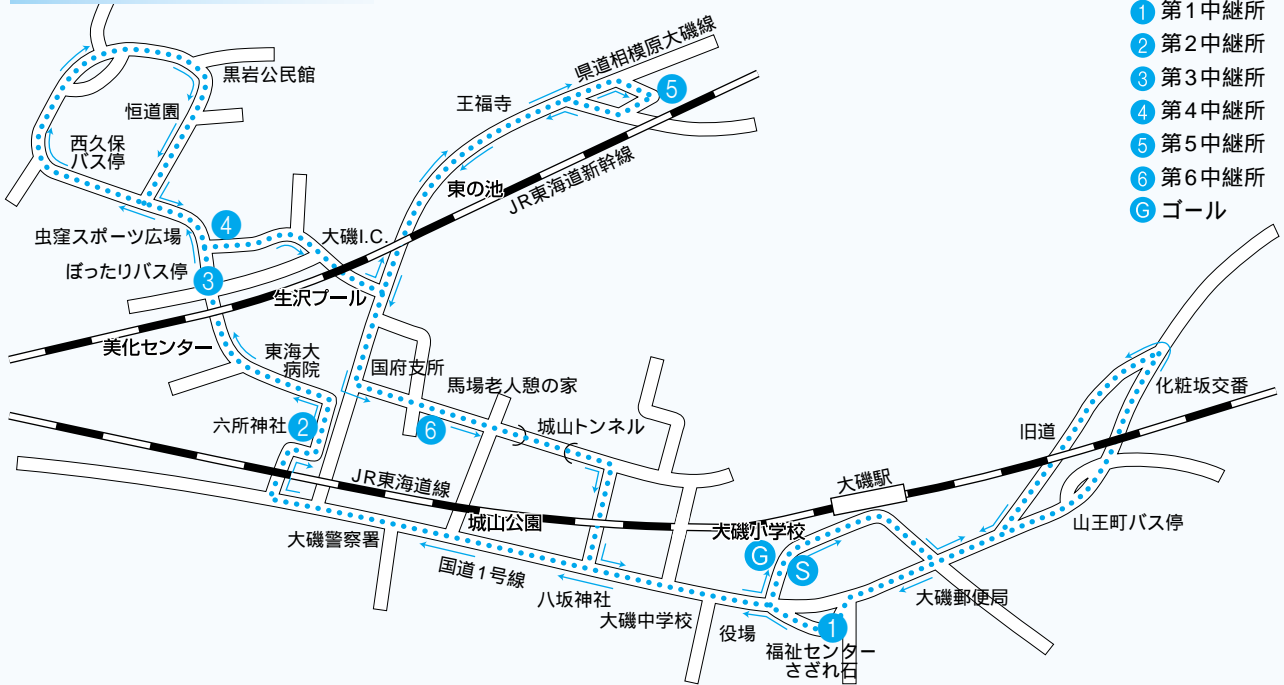 1 第1中継所
2 第2中継所
3 第3中継所
4 第4中継所
5 第5中継所
6 第6中継所
G ゴール
県道相模原大磯線
黒岩公民館
5
王福寺
恒道園
西久保
バス停
東の池
JR東海道新幹線
4
虫窪スポーツ広場
大磯I.C.
ぼったりバス停
3
生沢プール
美化センター
東海大
病院
国府支所
馬場老人憩の家
化粧坂交番
六所神社
2
6
城山トンネル
旧道
JR東海道線
大磯駅
城山公園
大磯小学校
山王町バス停
大磯警察署
G
S
国道1号線
八坂神社
大磯中学校
大磯郵便局
役場
1
福祉センター
さざれ石